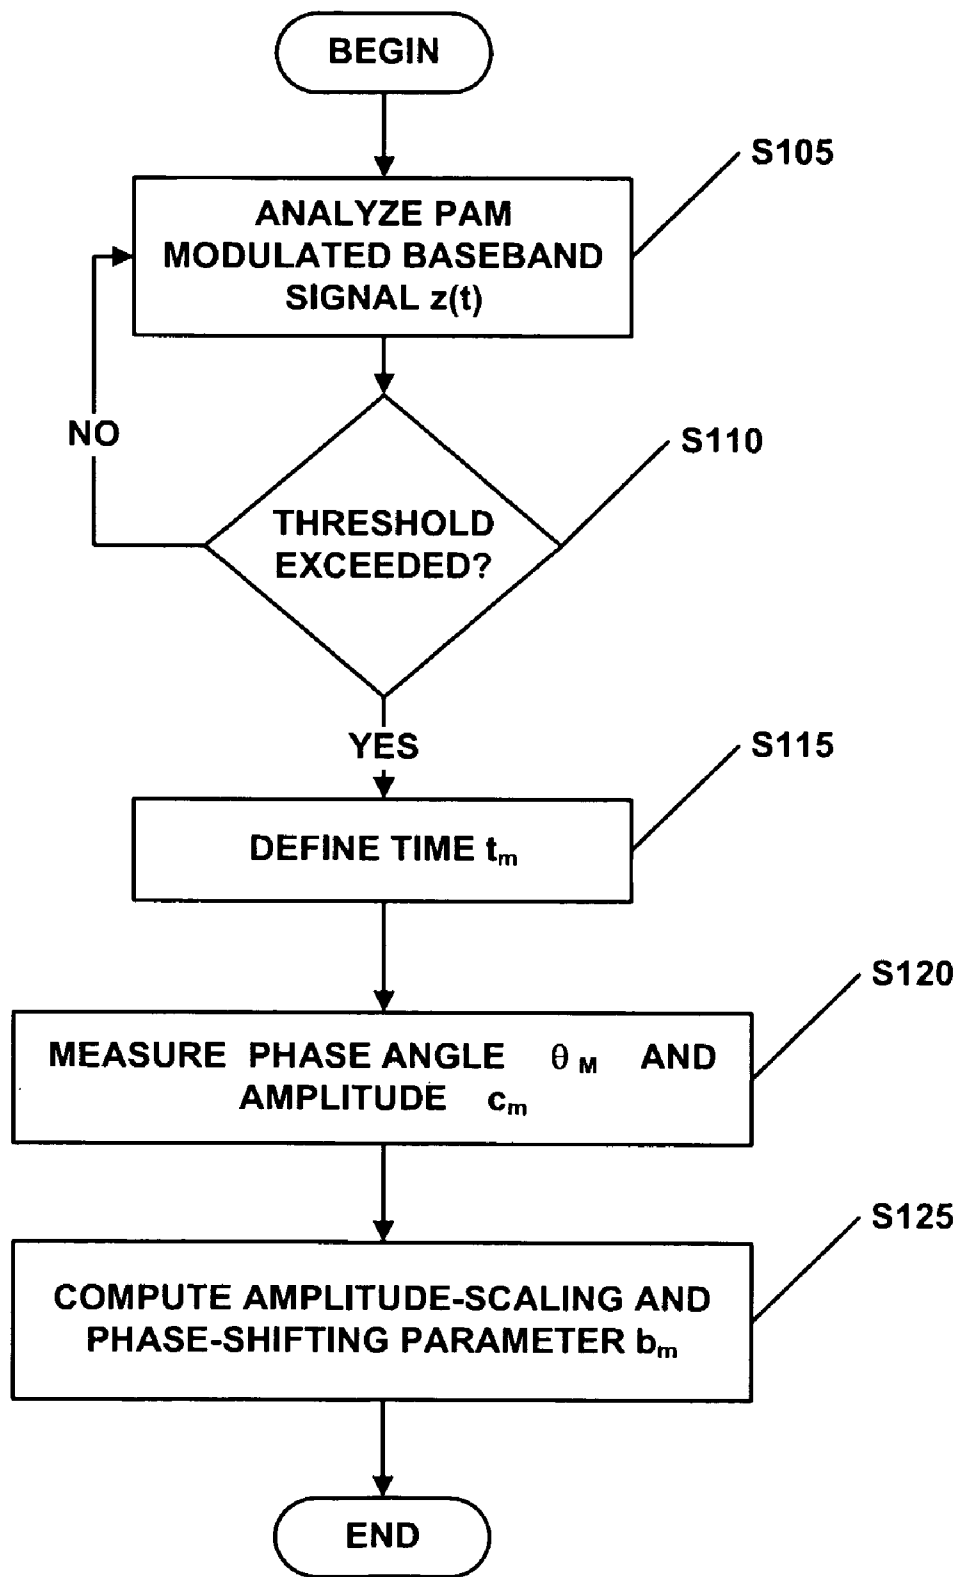 BEGIN
S105
ANALYZE PAM
MODULATED BASEBAND
SIGNAL z(t)
NO
S110
THRESHOLD
EXCEEDED?
YES
S115
DEFINE TIME tm
S120
MEASURE PHASE ANGLE θM AND
AMPLITUDE cm
S125
COMPUTE AMPLITUDE-SCALING AND
PHASE-SHIFTING PARAMETER bm
END